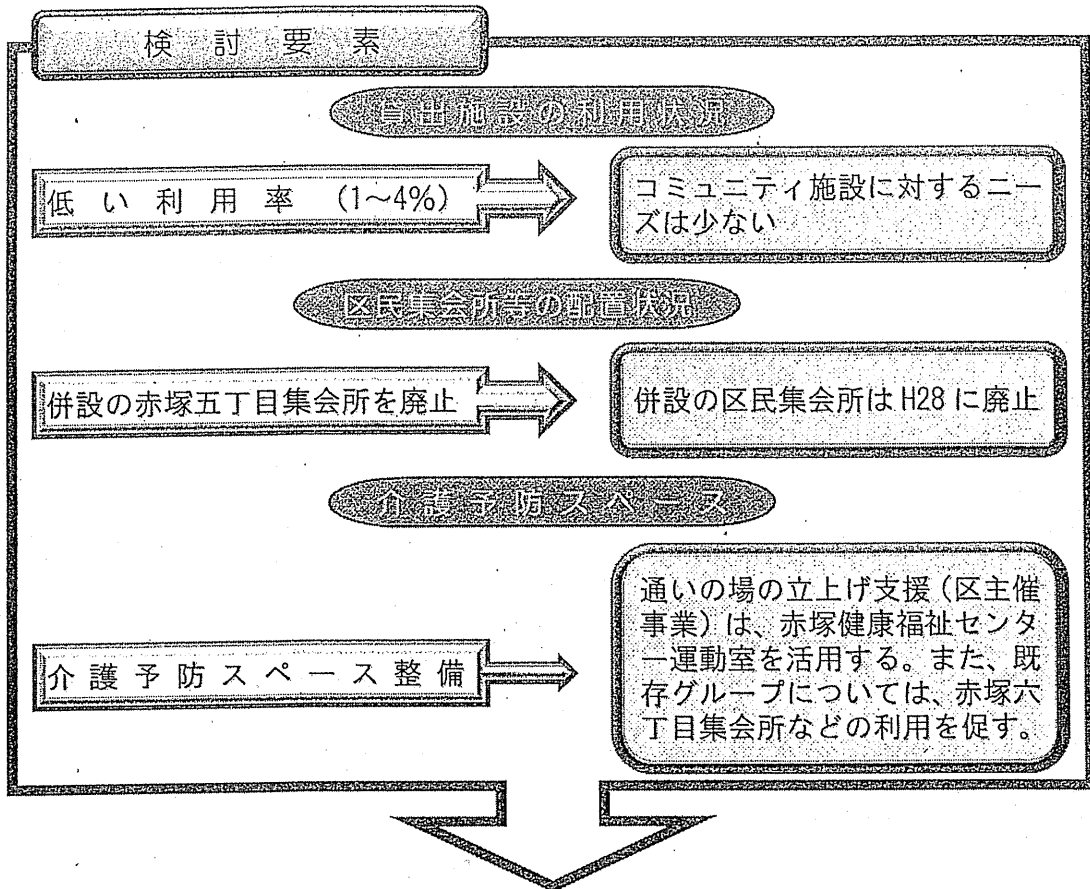 検討要素
貸出施設の利用状況
低い利用率（1～4%）
コミュニティ施設に対するニー
ズは少ない
区民集会所等の配置状況
併設の赤塚五丁目集会所を廃止
併設の区民集会所はH28に廃止
介護予防スペース
介護予防スペース整備
通いの場の立上げ支援（区主催
事業）は、赤塚健康福祉センタ
ー運動室を活用する。また、既
存グループについては、赤塚六
丁目集会所などの利用を促す。